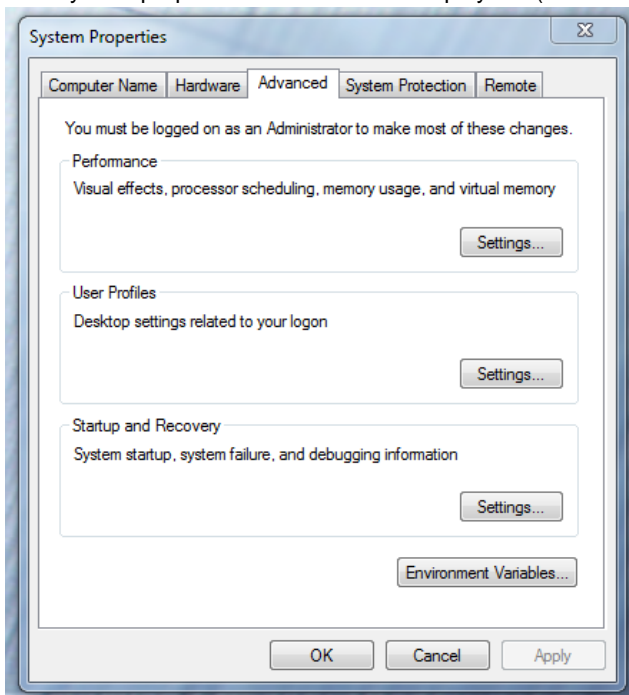 System Properties
Computer Name Hardware Advanced System Protection Remote
You must be logged on as an Administrator to make most of these changes.
Performance
Visual effects, processor scheduling, memory usage, and virtual memory
Settings...
User Profiles
Desktop settings related to your logon
Settings...
Startup and Recovery
System startup, system failure, and debugging information
Settings...
Environment Variables...
OK Cancel Apply